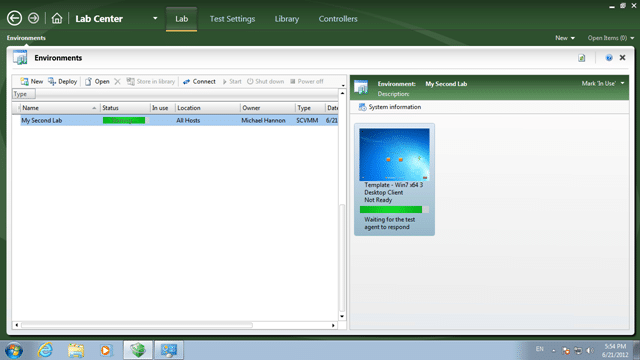 Lab Center
Lab
Test Settings
Library
Controllers
Environments
New
Open Items (0)
Environments
New
Deploy
Open
Store in library
Connect
Start
Shut down
Power off
Type
Name
Status
In use
Location
Owner
Type
Date
My Second Lab
All Hosts
Michael Hannon
SCVMM
6/21
Environment:
My Second Lab
Mark 'In Use'
Description:
System information
Template - Win7 x64 3
Desktop Client
Not Ready
Waiting for the test
agent to respond
EN
5:54 PM
6/21/2012